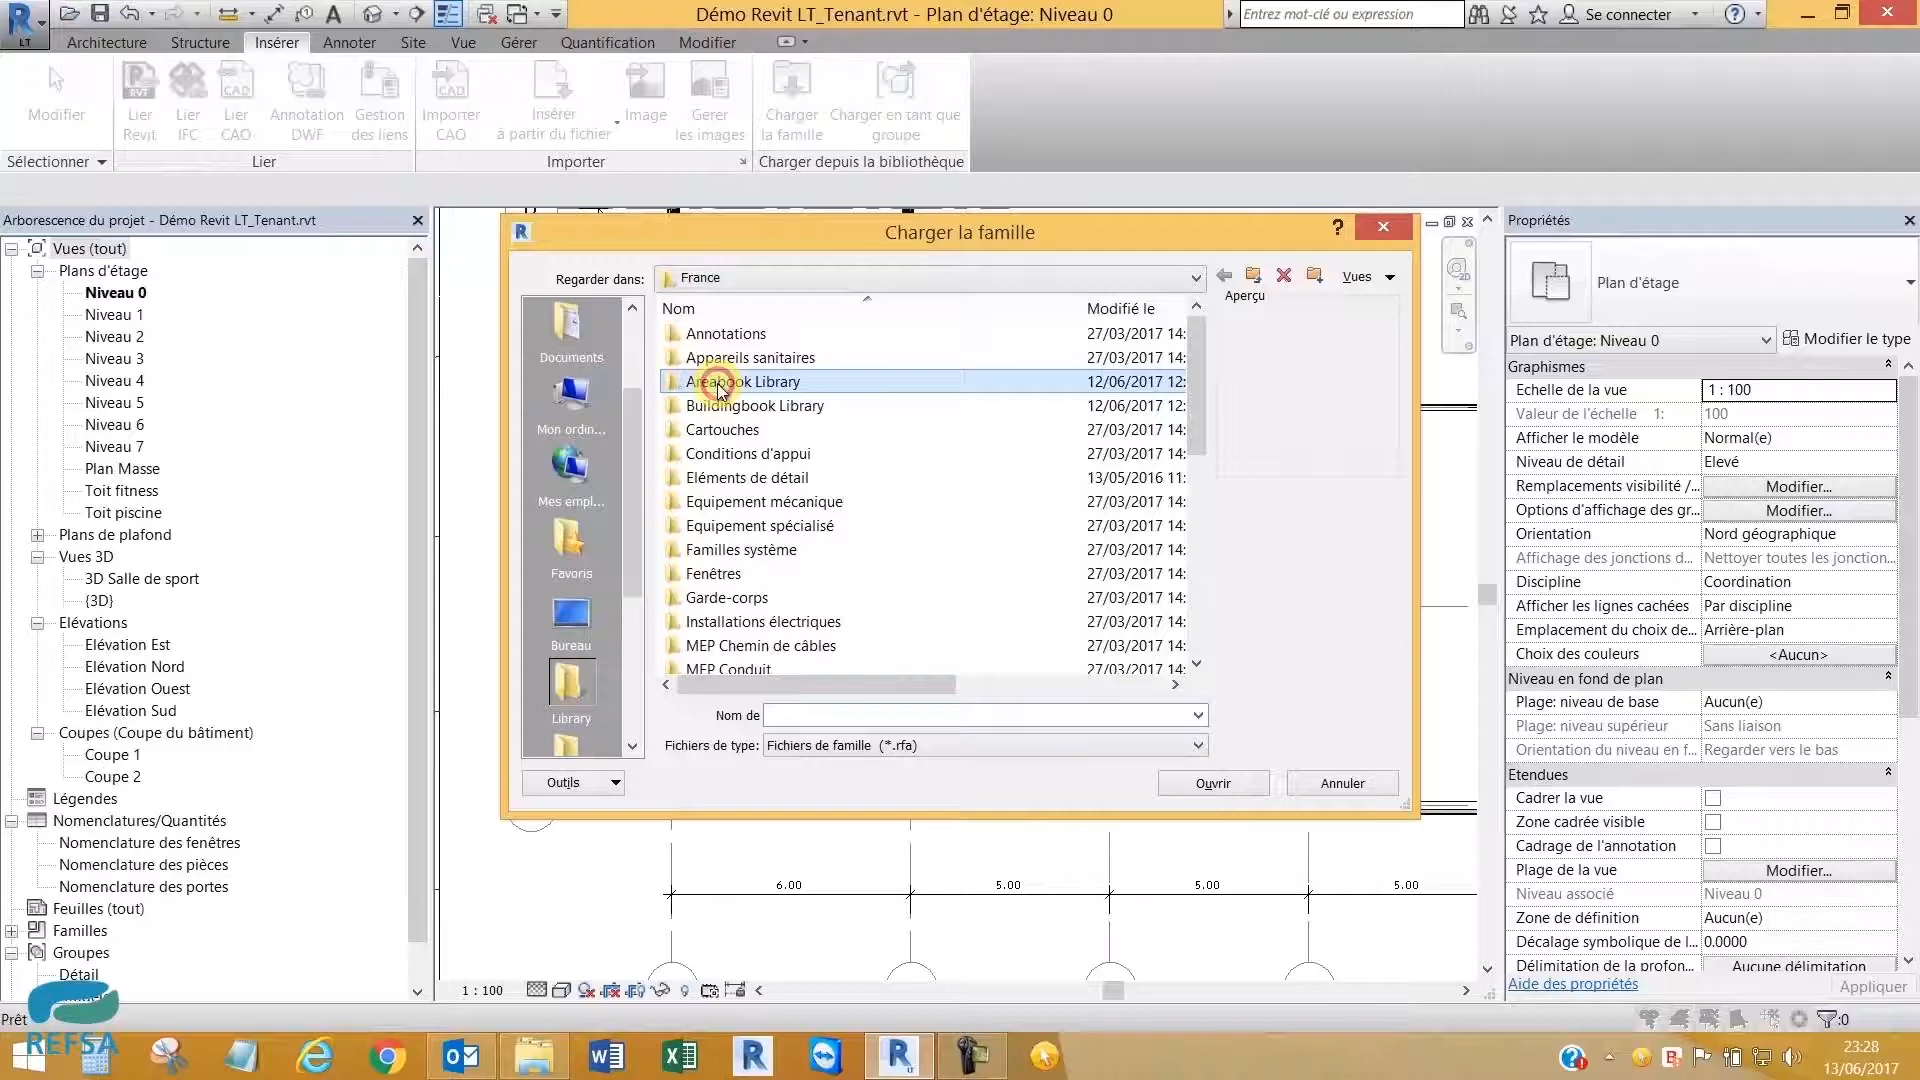 Démo Revit LT_Tenant.rvt - Plan d'étage: Niveau 0
Entrez mot-clé ou expression
Se connecter
LT
Architecture Structure Insérer Annoter Site Vue Gérer Quantification Modifier
Modifier
Lier Revit
Lier IFC
Lier CAO
Annotation DWF
Gestion des liens
Importer CAO
Insérer à partir du fichier
Image
Gerer les images
Charger la famille
Charger en tant que groupe
Sélectionner
Lier
Importer
Charger depuis la bibliothèque
Arborescence du projet - Démo Revit LT_Tenant.rvt
Vues (tout)
Plans d'étage
Niveau 0
Niveau 1
Niveau 2
Niveau 3
Niveau 4
Niveau 5
Niveau 6
Niveau 7
Plan Masse
Toit fitness
Toit piscine
Plans de plafond
Vues 3D
3D Salle de sport
{3D}
Elévations
Elévation Est
Elévation Nord
Elévation Ouest
Elévation Sud
Coupes (Coupe du bâtiment)
Coupe 1
Coupe 2
Légendes
Nomenclatures/Quantités
Nomenclature des fenêtres
Nomenclature des pièces
Nomenclature des portes
Feuilles (tout)
Familles
Groupes
Détail
Charger la famille
Regarder dans: France
Vues
Aperçu
Documents
Mon ordin...
Mes empl...
Favoris
Bureau
Library
Nom Modifié le
Annotations 27/03/2017 14:
Appareils sanitaires 27/03/2017 14:
Areabook Library 12/06/2017 12:
Buildingbook Library 12/06/2017 12:
Cartouches 27/03/2017 14:
Conditions d'appui 27/03/2017 14:
Eléments de détail 13/05/2016 11:
Equipement mécanique 27/03/2017 14:
Equipement spécialisé 27/03/2017 14:
Familles système 27/03/2017 14:
Fenêtres 27/03/2017 14:
Garde-corps 27/03/2017 14:
Installations électriques 27/03/2017 14:
MEP Chemin de câbles 27/03/2017 14:
MEP Conduit 27/03/2017 14:
Nom de
Fichiers de type: Fichiers de famille (*.rfa)
Outils
Ouvrir
Annuler
6.00 5.00 5.00 5.00
1 : 100
Propriétés
Plan d'étage
Plan d'étage: Niveau 0
Modifier le type
Graphismes
Echelle de la vue 1 : 100
Valeur de l'échelle 1: 100
Afficher le modèle Normal(e)
Niveau de détail Elevé
Remplacements visibilité /... Modifier...
Options d'affichage des gr... Modifier...
Orientation Nord géographique
Affichage des jonctions d... Nettoyer toutes les jonction...
Discipline Coordination
Afficher les lignes cachées Par discipline
Emplacement du choix de... Arrière-plan
Choix des couleurs <Aucun>
Niveau en fond de plan
Plage: niveau de base Aucun(e)
Plage: niveau supérieur Sans liaison
Orientation du niveau en f... Regarder vers le bas
Etendues
Cadrer la vue
Zone cadrée visible
Cadrage de l'annotation
Plage de la vue Modifier...
Niveau associé Niveau 0
Zone de définition Aucun(e)
Décalage symbolique de l... 0.0000
Délimitation de la profon... Aucune délimitation
Aide des propriétés
Appliquer
Prêt
:0
REFSA
23:28
13/06/2017